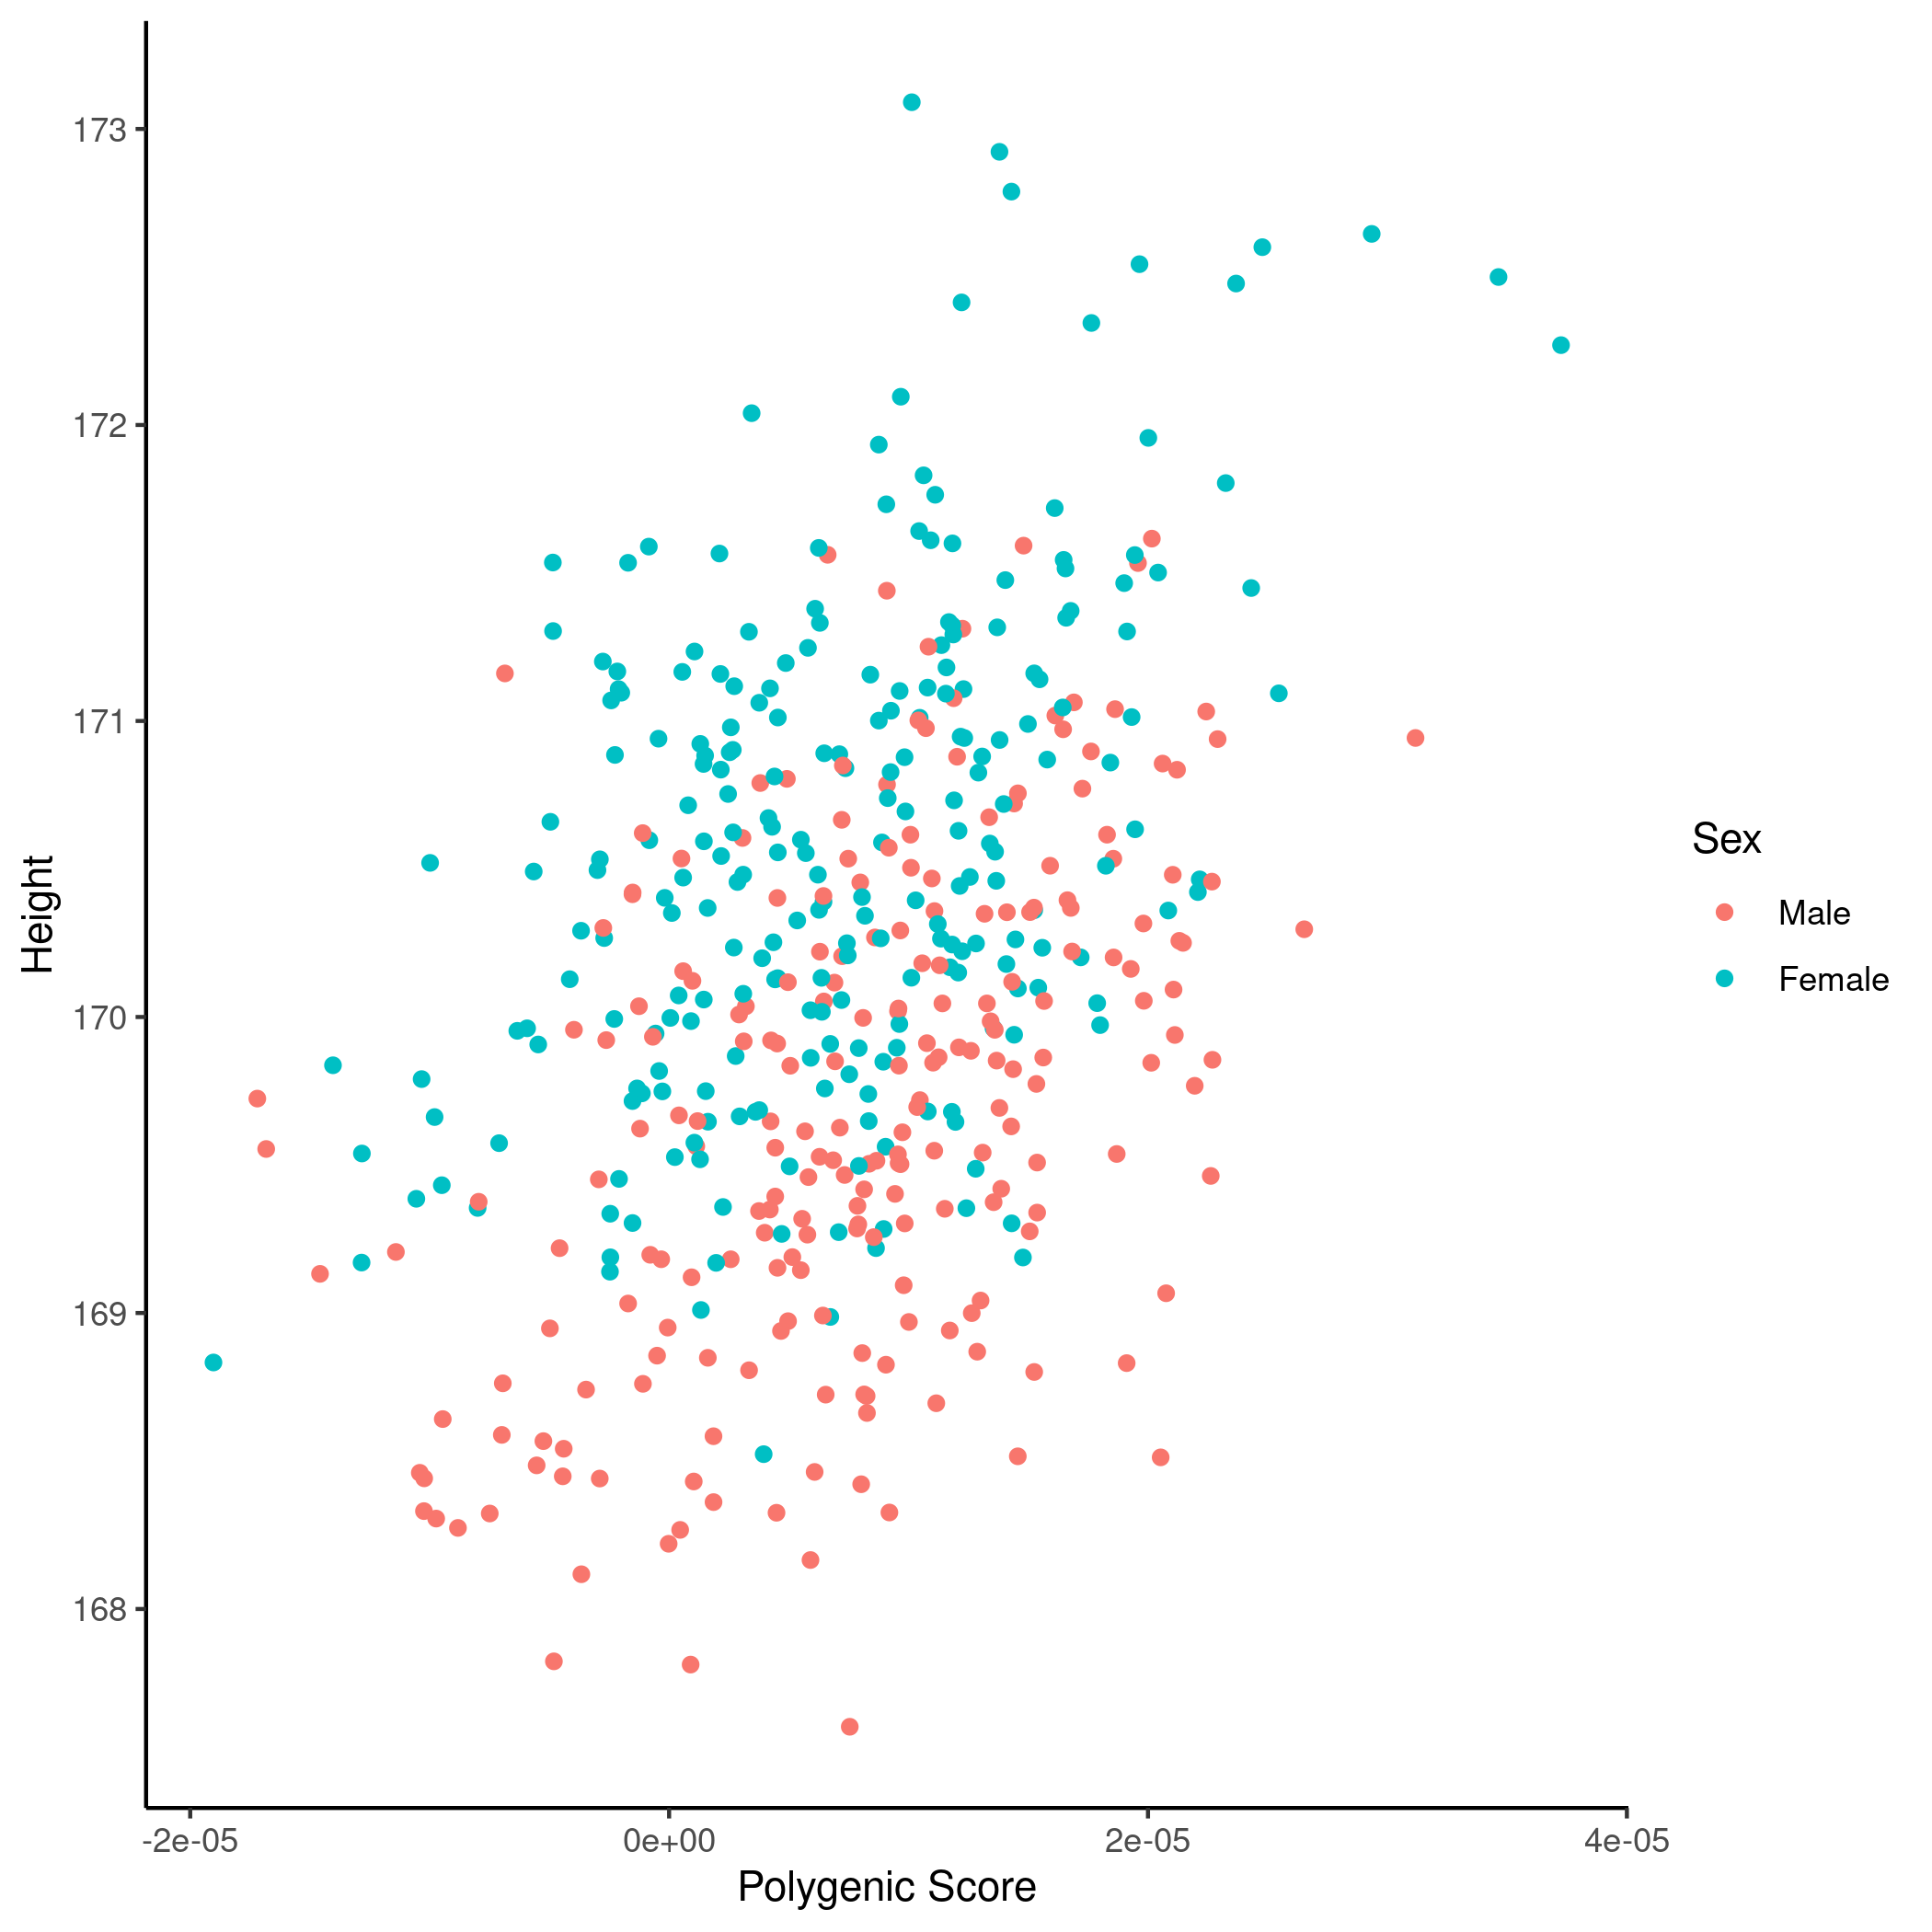 173
172
171
170
169
168
Height
-2e-05
0e+00
2e-05
4e-05
Polygenic Score
Sex
Male
Female